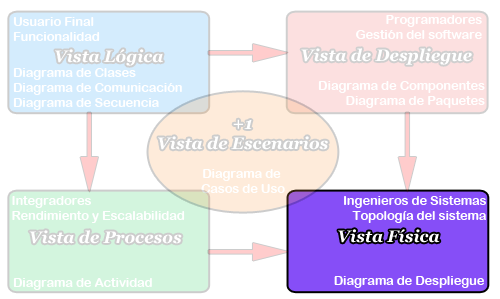 Usuario Final
Funcionalidad
Vista Lógica
Diagrama de Clases
Diagrama de Comunicación
Diagrama de Secuencia
Programadores
Gestión del software
Vista de Despliegue
Diagrama de Componentes
Diagrama de Paquetes
+1
Vista de Escenarios
Diagrama de
Casos de Uso
Integradores
Rendimiento y Escalabilidad
Vista de Procesos
Diagrama de Actividad
Ingenieros de Sistemas
Topología del sistema
Vista Física
Diagrama de Despliegue